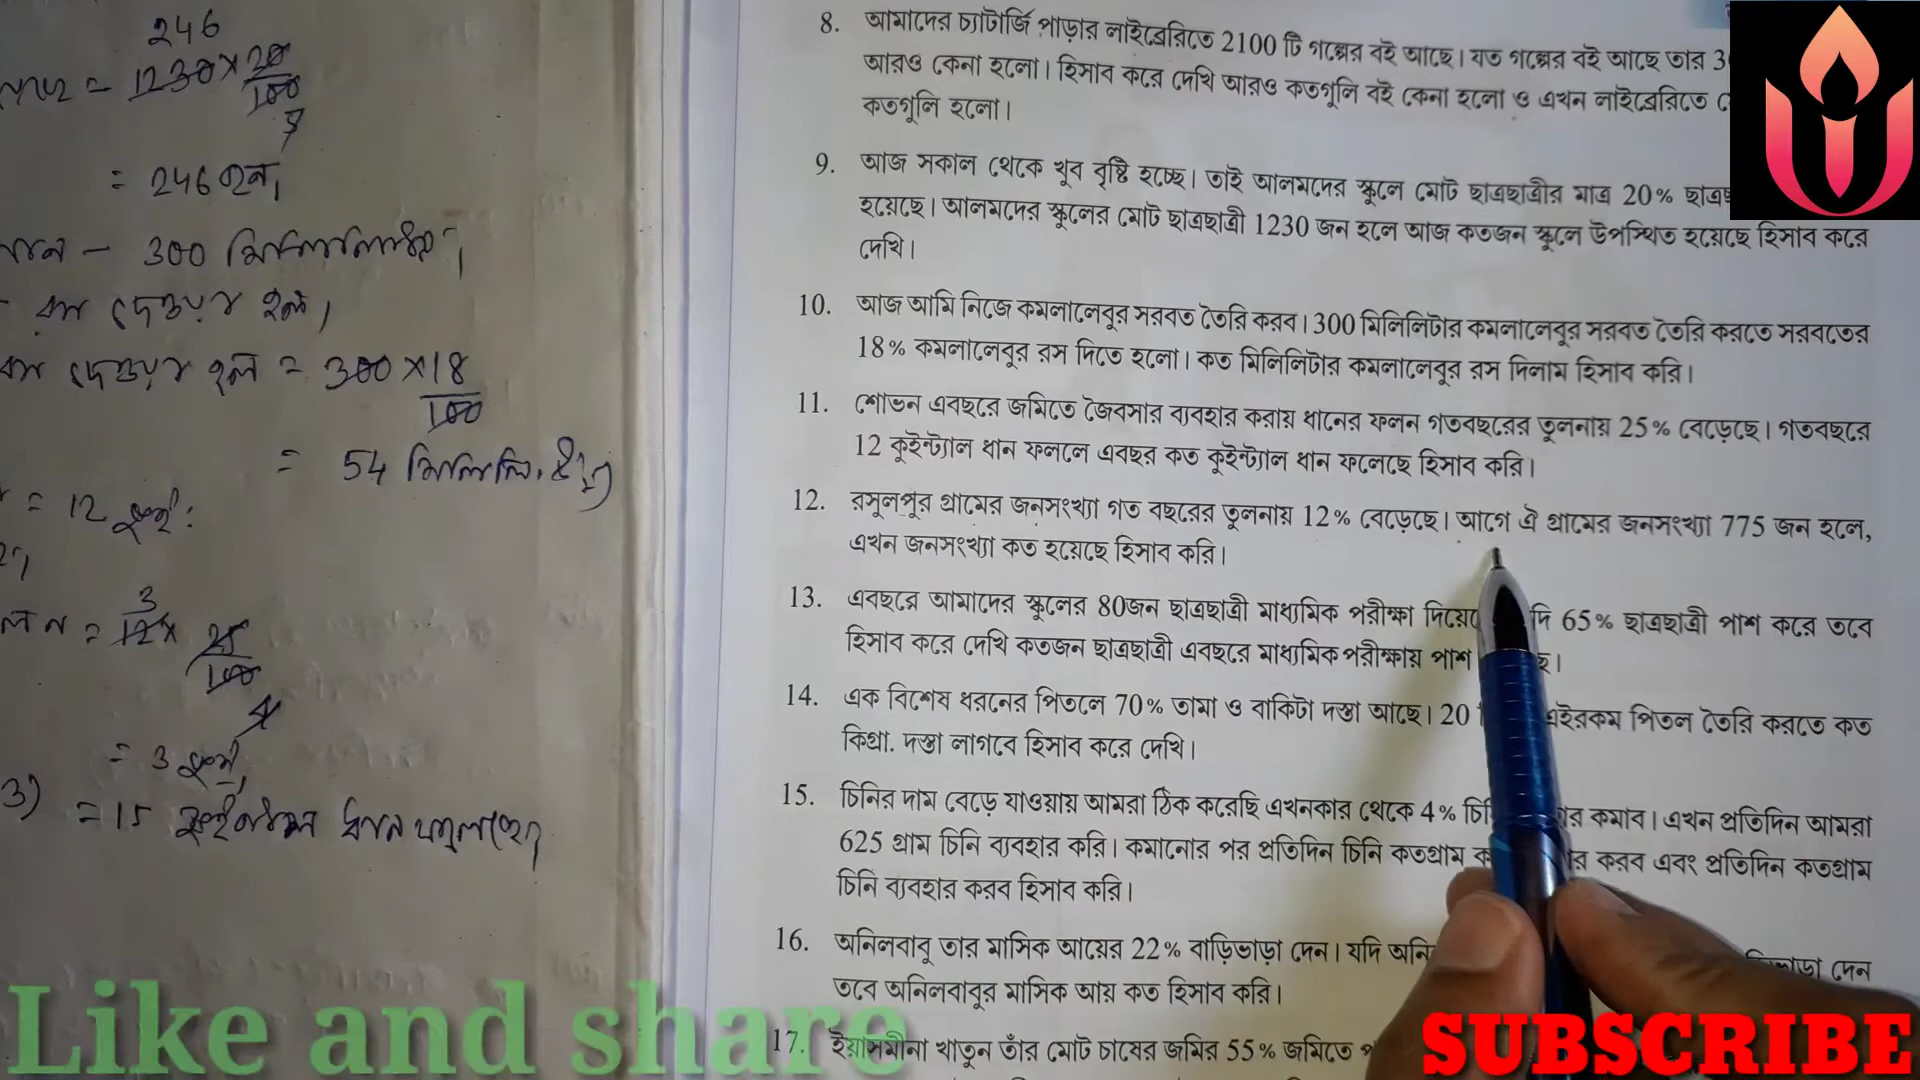 246
= 1230 × 20
100
5
= 246 জন,
300 মিলিলিটার,
রস দেওয়া হল,
রস দেওয়া হল = 300 × 18
100
= 54 মিলিলি.
= 12 কুই:
3
= 12 × 25
100
4
= 3 কুই,
= 15 কুইন্টাল ধান ফলেছে,
8. আমাদের চ্যাটার্জি পাড়ার লাইব্রেরিতে 2100 টি গল্পের বই আছে। যত গল্পের বই আছে তার
আরও কেনা হলো। হিসাব করে দেখি আরও কতগুলি বই কেনা হলো ও এখন লাইব্রেরিতে
কতগুলি হলো।
9. আজ সকাল থেকে খুব বৃষ্টি হচ্ছে। তাই আলমদের স্কুলে মোট ছাত্রছাত্রীর মাত্র 20%
হয়েছে। আলমদের স্কুলের মোট ছাত্রছাত্রী 1230 জন হলে আজ কতজন স্কুলে উপস্থিত হয়েছে হিসাব করে
দেখি।
10. আজ আমি নিজে কমলালেবুর সরবত তৈরি করব। 300 মিলিলিটার কমলালেবুর সরবত তৈরি করতে সরবতের
18% কমলালেবুর রস দিতে হলো। কত মিলিলিটার কমলালেবুর রস দিলাম হিসাব করি।
11. শোভন এবছরে জমিতে জৈবসার ব্যবহার করায় ধানের ফলন গতবছরের তুলনায় 25% বেড়েছে। গতবছরে
12 কুইন্ট্যাল ধান ফললে এবছর কত কুইন্ট্যাল ধান ফলেছে হিসাব করি।
12. রসুলপুর গ্রামের জনসংখ্যা গত বছরের তুলনায় 12% বেড়েছে। আগে ঐ গ্রামের জনসংখ্যা 775 জন হলে,
এখন জনসংখ্যা কত হয়েছে হিসাব করি।
13. এবছরে আমাদের স্কুলের 80জন ছাত্রছাত্রী মাধ্যমিক পরীক্ষা 65% ছাত্রছাত্রী পাশ করে তবে
হিসাব করে দেখি কতজন ছাত্রছাত্রী এবছরে মাধ্যমিক পরীক্ষায় পাশ
14. এক বিশেষ ধরনের পিতলে 70% তামা ও বাকিটা দস্তা আছে। 20 এইরকম পিতল তৈরি করতে কত
কিগ্রা. দস্তা লাগবে হিসাব করে দেখি।
15. চিনির দাম বেড়ে যাওয়ায় আমরা ঠিক করেছি এখনকার থেকে 4% কমাব। এখন প্রতিদিন আমরা
625 গ্রাম চিনি ব্যবহার করি। কমানোর পর প্রতিদিন চিনি কতগ্রাম করব এবং প্রতিদিন কতগ্রাম
চিনি ব্যবহার করব হিসাব করি।
16. অনিলবাবু তার মাসিক আয়ের 22% বাড়িভাড়া দেন। যদি দেন
তবে অনিলবাবুর মাসিক আয় কত হিসাব করি।
17. ইয়াসমীনা খাতুন তাঁর মোট চাষের জমির 55% জমিতে
Like and share
SUBSCRIBE